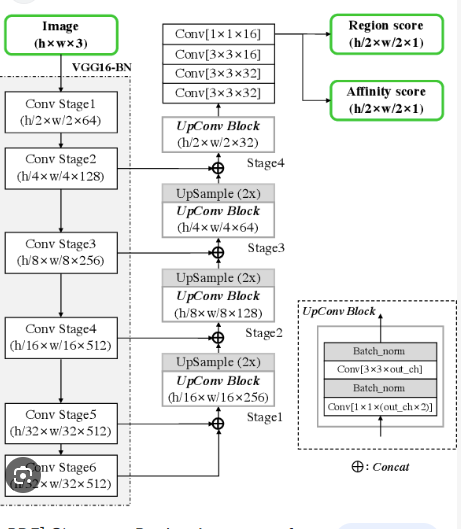 Image
(h×w×3)
VGG16-BN
Conv Stage1
(h/2×w/2×64)
Conv Stage2
(h/4×w/4×128)
Conv Stage3
(h/8×w/8×256)
Conv Stage4
(h/16×w/16×512)
Conv Stage5
(h/32×w/32×512)
Conv Stage6
w/32×512)
Conv[1×1×16]
Conv[3×3×16]
Conv[3×3×32]
Conv[3×3×32]
UpConv Block
(h/2×w/2×32)
Stage4
UpSample (2x)
UpConv Block
(h/4×w/4×64)
Stage3
UpSample (2x)
UpConv Block
(h/8×w/8×128)
Stage2
UpSample (2x)
UpConv Block
(h/16×w/16×256)
Stage1
Region score
(h/2×w/2×1)
Affinity score
(h/2×w/2×1)
UpConv Block
Batch_norm
Conv[3×3×out_ch]
Batch_norm
Conv[1×1×(out_ch×2)]
⊕: Concat